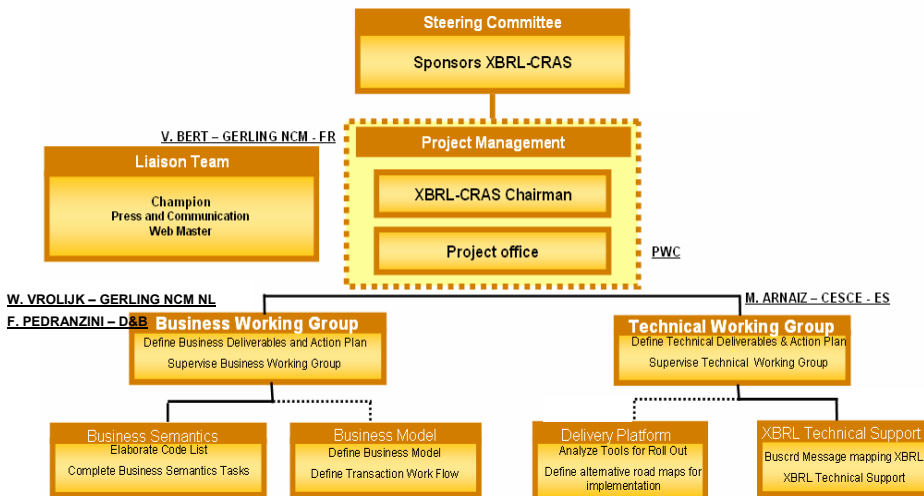 Steering Committee
Sponsors XBRL-CRAS
V. BERT – GERLING NCM - FR
Project Management
Liaison Team
Champion
Press and Communication
Web Master
XBRL-CRAS Chairman
Project office
PWC
W. VROLIJK – GERLING NCM NL
F. PEDRANZINI – D&B
M. ARNAIZ – CESCE - ES
Business Working Group
Define Business Deliverables and Action Plan
Supervise Business Working Group
Technical Working Group
Define Technical Deliverables & Action Plan
Supervise Technical Working Group
Business Semantics
Elaborate Code List
Complete Business Semantics Tasks
Business Model
Define Business Model
Define Transaction Work Flow
Delivery Platform
Analyze Tools for Roll Out
Define alternative road maps for
implementation
XBRL Technical Support
Buscrd Message mapping XBRL
XBRL Technical Support